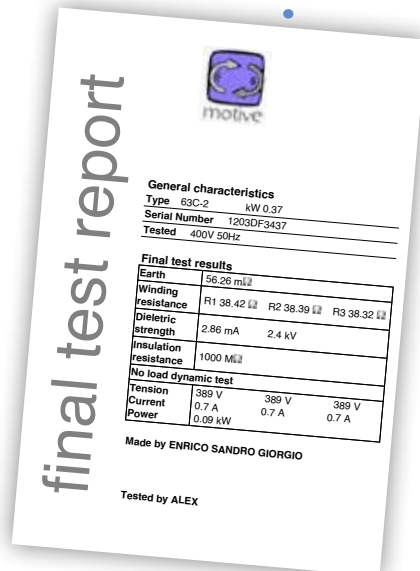 final test report
motive
General characteristics
Type 63C-2 kW 0.37
Serial Number 1203DF3437
Tested 400V 50Hz
Final test results
Earth 56.26 mΩ
Winding resistance R1 38.42 Ω R2 38.39 Ω R3 38.32 Ω
Dieletric strength 2.86 mA 2.4 kV
Insulation resistance 1000 MΩ
No load dynamic test
Tension 389 V 389 V 389 V
Current 0.7 A 0.7 A 0.7 A
Power 0.09 kW
Made by ENRICO SANDRO GIORGIO
Tested by ALEX